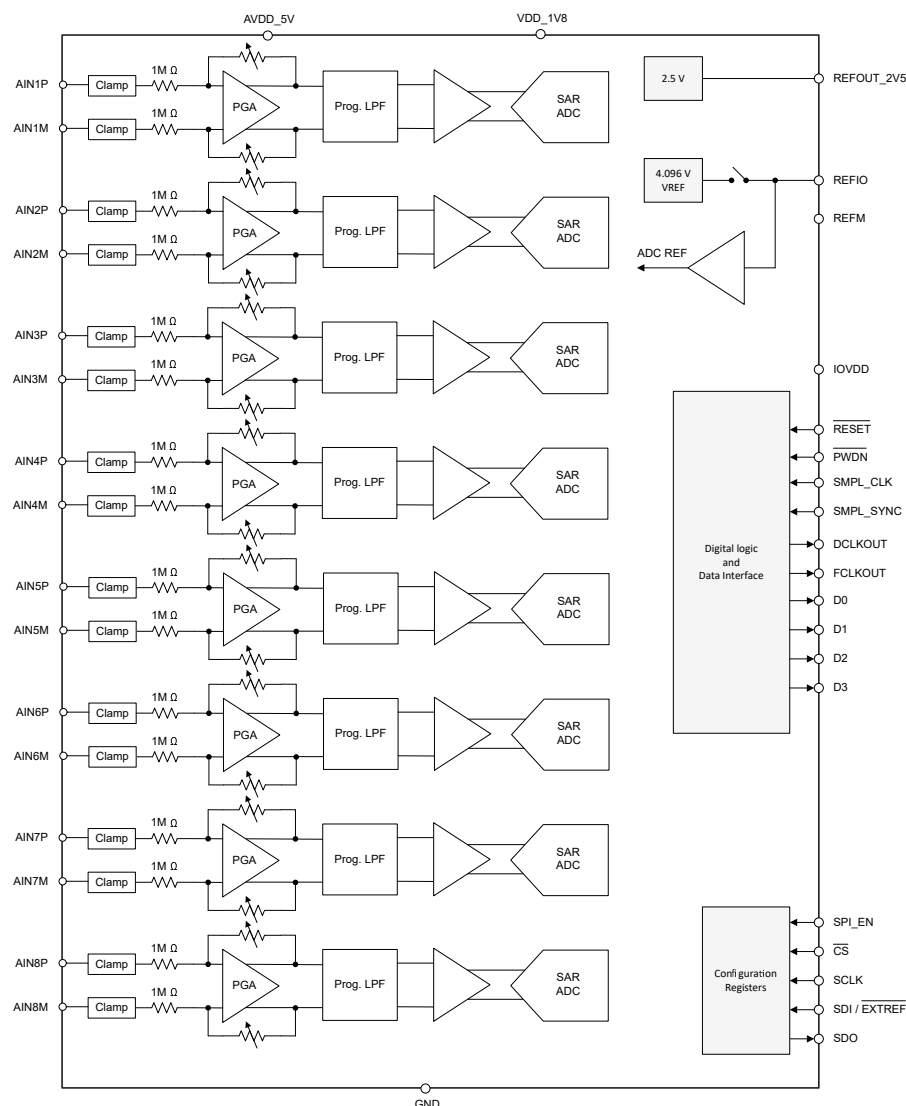 AVDD_5V
VDD_1V8
AIN1P
Clamp
1M Ω
PGA
Prog. LPF
SAR
ADC
AIN1M
Clamp
1M Ω
AIN2P
Clamp
1M Ω
PGA
Prog. LPF
SAR
ADC
AIN2M
Clamp
1M Ω
AIN3P
Clamp
1M Ω
PGA
Prog. LPF
SAR
ADC
AIN3M
Clamp
1M Ω
AIN4P
Clamp
1M Ω
PGA
Prog. LPF
SAR
ADC
AIN4M
Clamp
1M Ω
AIN5P
Clamp
1M Ω
PGA
Prog. LPF
SAR
ADC
AIN5M
Clamp
1M Ω
AIN6P
Clamp
1M Ω
PGA
Prog. LPF
SAR
ADC
AIN6M
Clamp
1M Ω
AIN7P
Clamp
1M Ω
PGA
Prog. LPF
SAR
ADC
AIN7M
Clamp
1M Ω
AIN8P
Clamp
1M Ω
PGA
Prog. LPF
SAR
ADC
AIN8M
Clamp
1M Ω
2.5 V
REFOUT_2V5
4.096 V
VREF
REFIO
REFM
ADC REF
IOVDD
Digital logic
and
Data Interface
RESET
PWDN
SMPL_CLK
SMPL_SYNC
DCLKOUT
FCLKOUT
D0
D1
D2
D3
Configuration
Registers
SPI_EN
CS
SCLK
SDI / EXTREF
SDO
GND